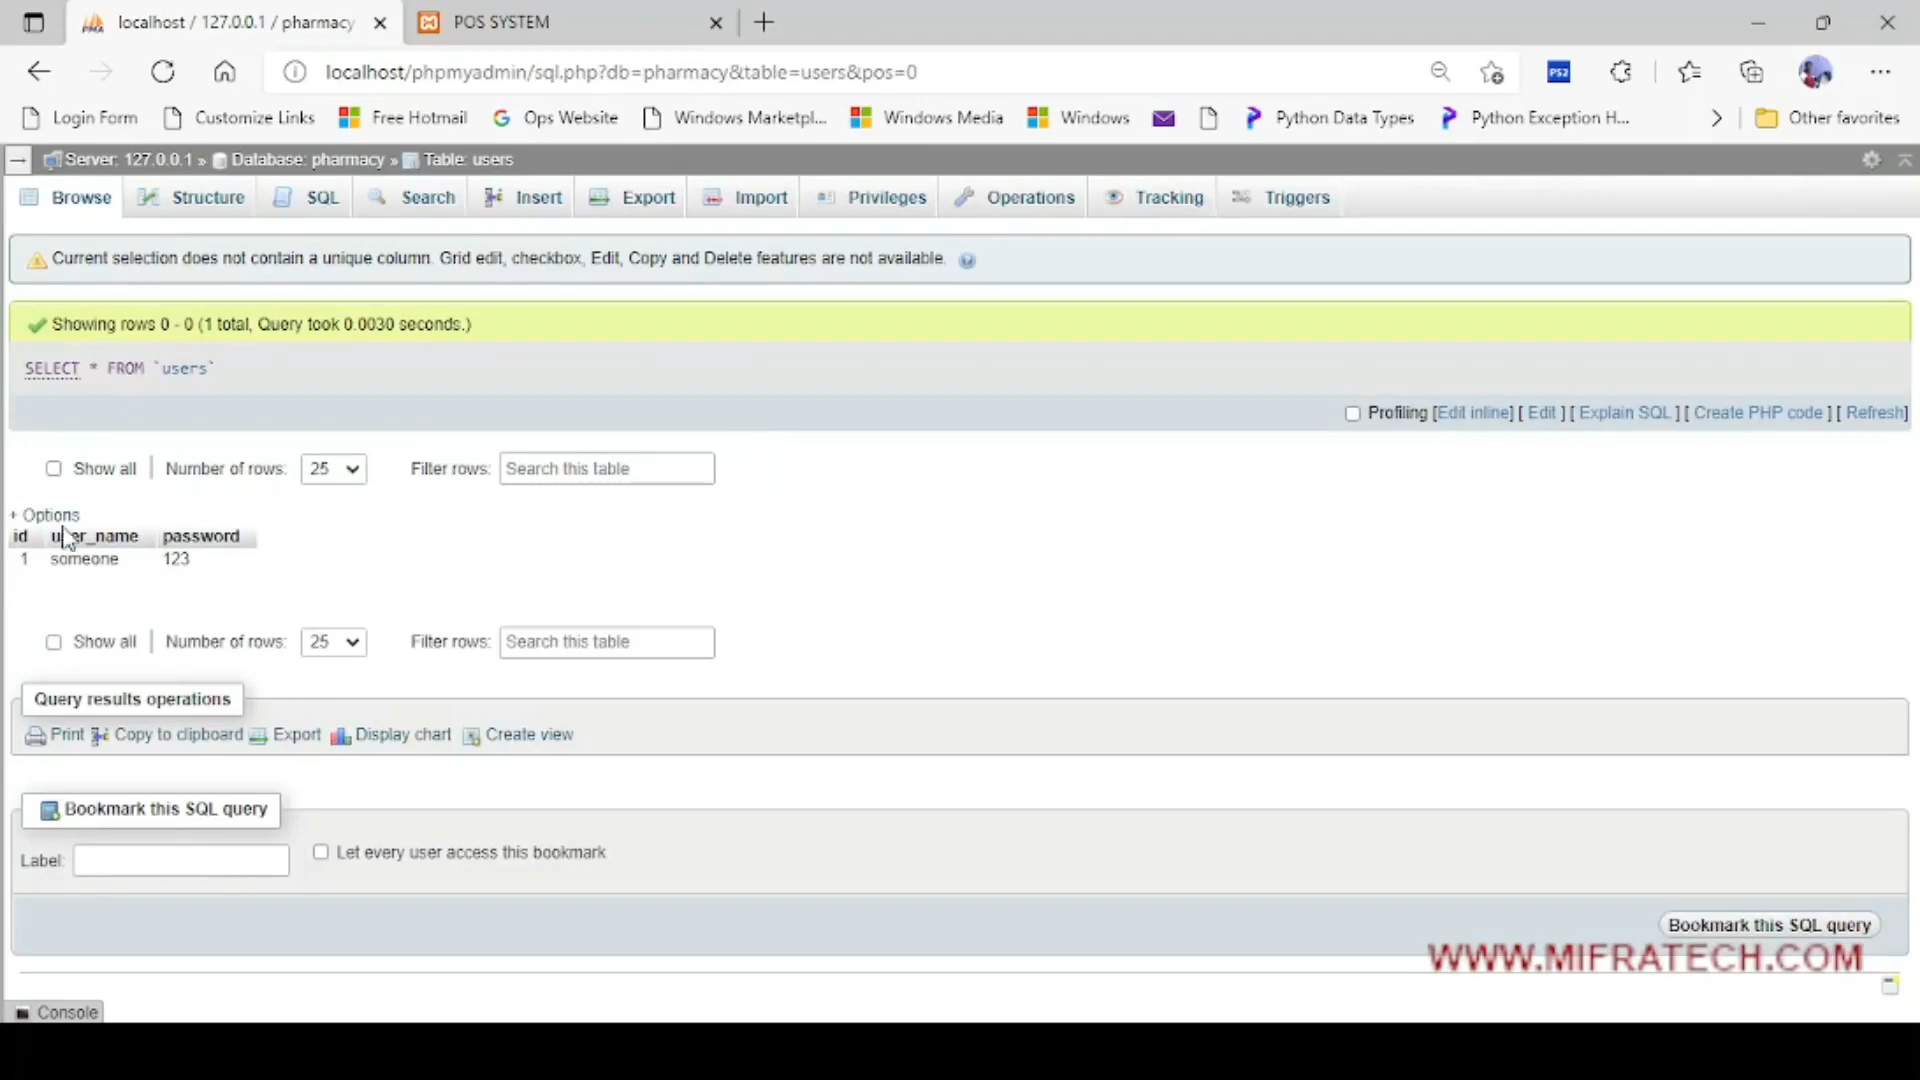 localhost / 127.0.0.1 / pharmacy
POS SYSTEM
localhost/phpmyadmin/sql.php?db=pharmacy&table=users&pos=0
PS2
Login Form
Customize Links
Free Hotmail
Ops Website
Windows Marketpl...
Windows Media
Windows
Python Data Types
Python Exception H...
Other favorites
Server: 127.0.0.1 » Database: pharmacy » Table: users
Browse
Structure
SQL
Search
Insert
Export
Import
Privileges
Operations
Tracking
Triggers
Current selection does not contain a unique column. Grid edit, checkbox, Edit, Copy and Delete features are not available.
Showing rows 0 - 0 (1 total, Query took 0.0030 seconds.)
SELECT * FROM `users`
Profiling [Edit inline] [ Edit ] [ Explain SQL ] [ Create PHP code ] [ Refresh]
Show all | Number of rows: 25 Filter rows: Search this table
+ Options
id user_name password
1 someone 123
Show all | Number of rows: 25 Filter rows: Search this table
Query results operations
Print Copy to clipboard Export Display chart Create view
Bookmark this SQL query
Label: Let every user access this bookmark
Bookmark this SQL query
WWW.MIFRATECH.COM
Console